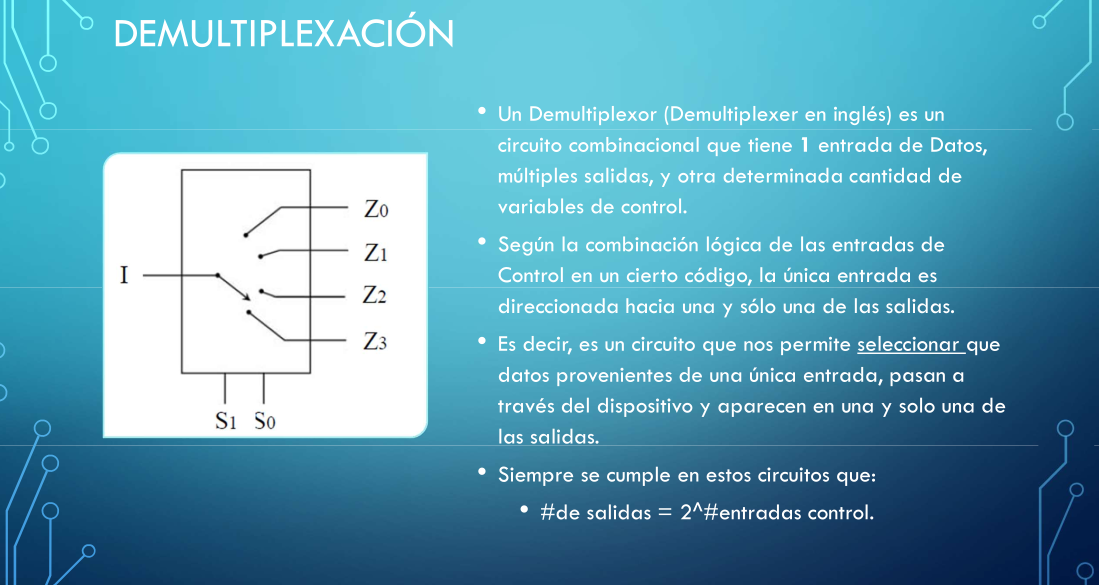 DEMULTIPLEXACIÓN
I
Z0
Z1
Z2
Z3
S1 S0
• Un Demultiplexor (Demultiplexer en inglés) es un
circuito combinacional que tiene 1 entrada de Datos,
múltiples salidas, y otra determinada cantidad de
variables de control.
• Según la combinación lógica de las entradas de
Control en un cierto código, la única entrada es
direccionada hacia una y sólo una de las salidas.
• Es decir, es un circuito que nos permite seleccionar que
datos provenientes de una única entrada, pasan a
través del dispositivo y aparecen en una y solo una de
las salidas.
• Siempre se cumple en estos circuitos que:
• #de salidas = 2^#entradas control.